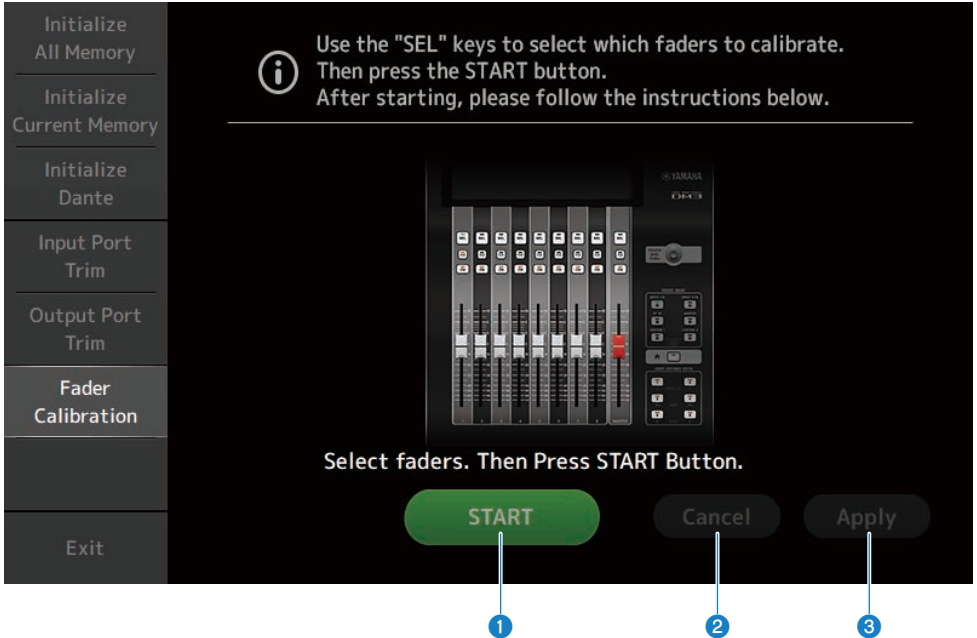 Initialize
All Memory
Initialize
Current Memory
Initialize
Dante
Input Port
Trim
Output Port
Trim
Fader
Calibration
Exit
Use the "SEL" keys to select which faders to calibrate.
Then press the START button.
After starting, please follow the instructions below.
YAMAHA
DM3
Select faders. Then Press START Button.
START
Cancel
Apply
1
2
3